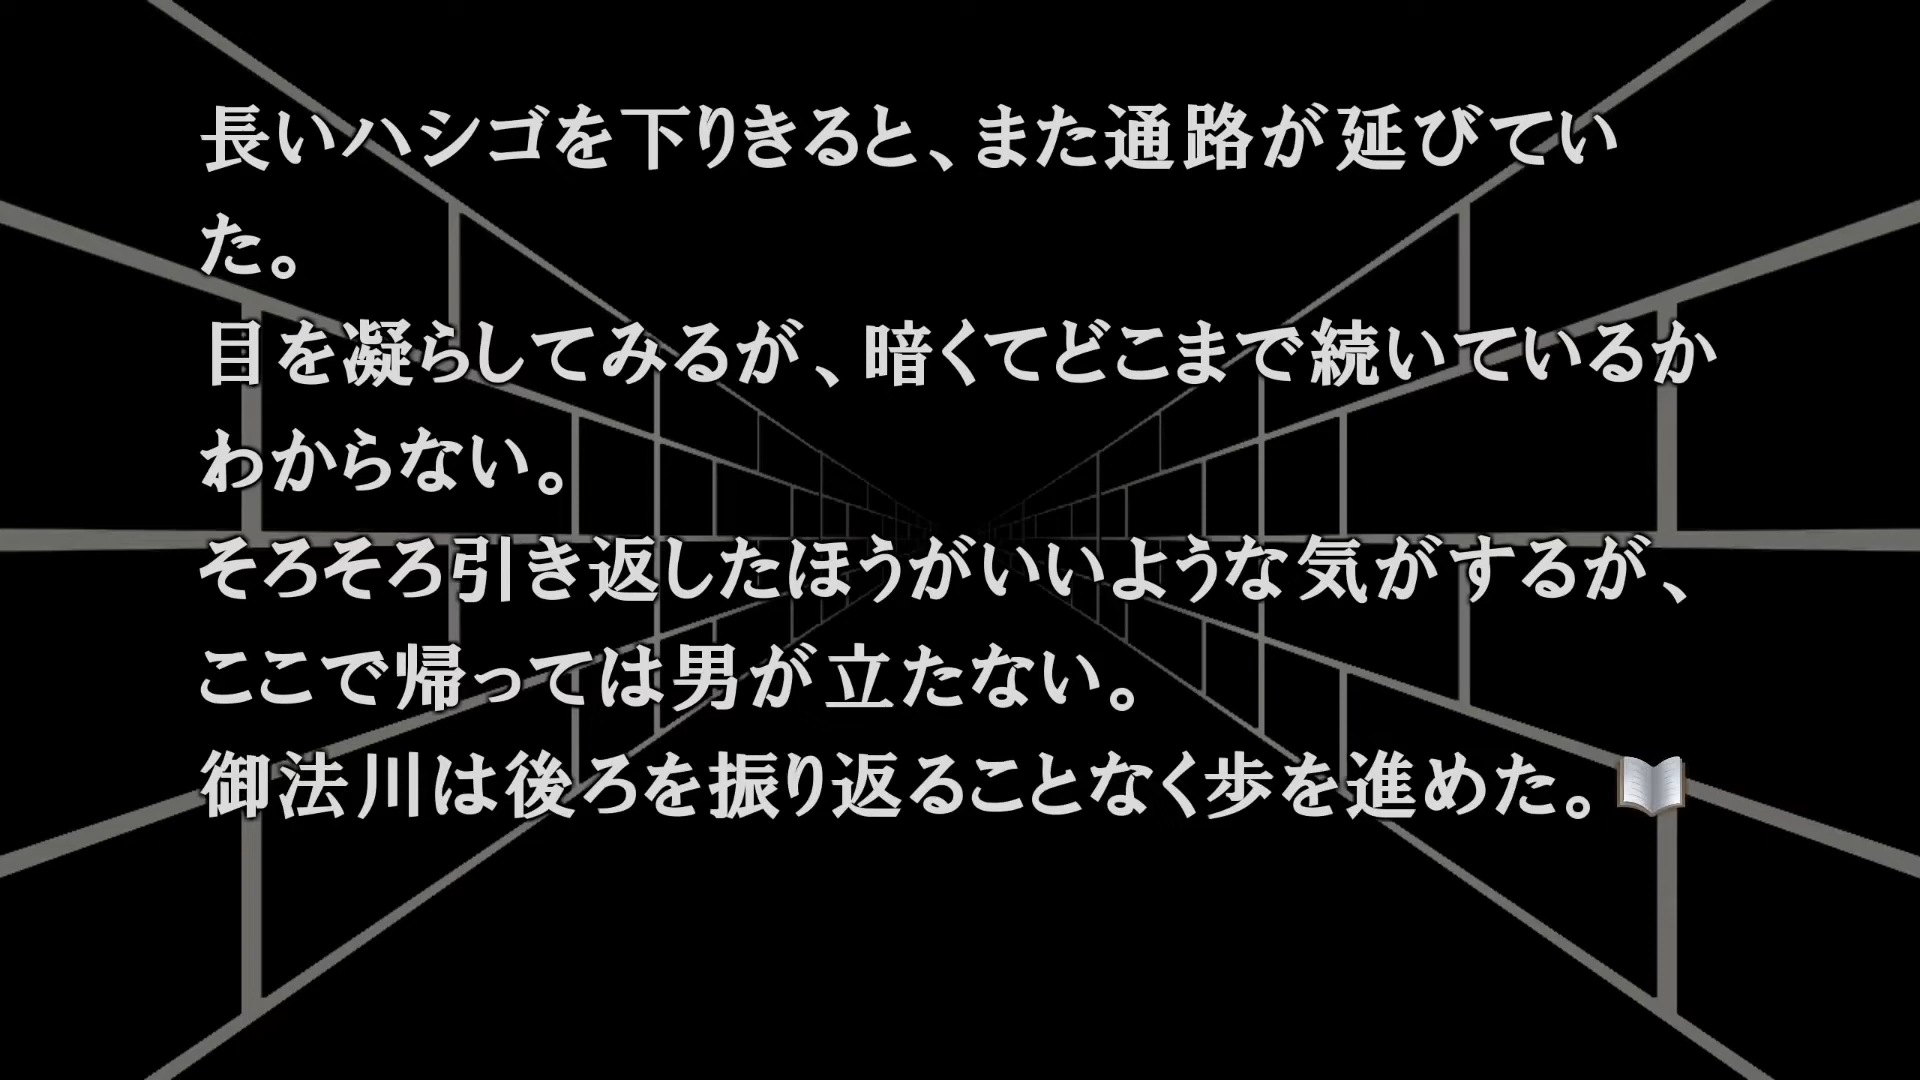 長いハシゴを下りきると、また通路が延びてい
た。
目を凝らしてみるが、暗くてどこまで続いているか
わからない。
そろそろ引き返したほうがいいような気がするが、
ここで帰っては男が立たない。
御法川は後ろを振り返ることなく歩を進めた。